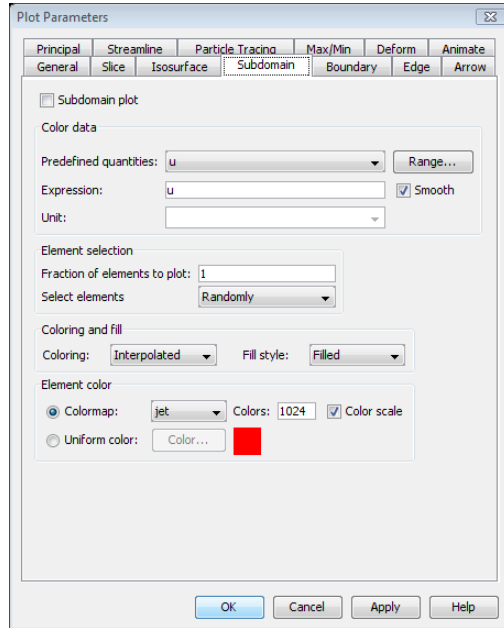 Plot Parameters
Principal Streamline Particle Tracing Max/Min Deform Animate
General Slice Isosurface Subdomain Boundary Edge Arrow
Subdomain plot
Color data
Predefined quantities: u Range...
Expression: u Smooth
Unit:
Element selection
Fraction of elements to plot: 1
Select elements Randomly
Coloring and fill
Coloring: Interpolated Fill style: Filled
Element color
Colormap: jet Colors: 1024 Color scale
Uniform color: Color...
OK Cancel Apply Help